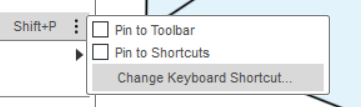 Shift+P
Pin to Toolbar
Pin to Shortcuts
Change Keyboard Shortcut...